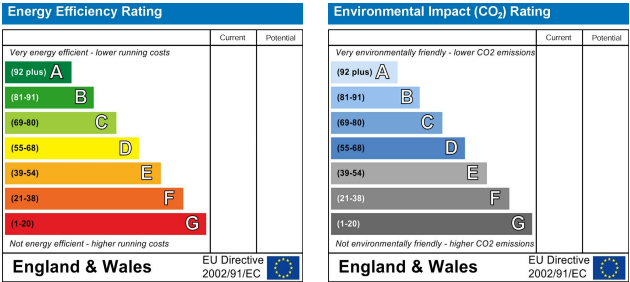 Energy Efficiency Rating
Current Potential
Very energy efficient - lower running costs
(92 plus) A
(81-91) B
(69-80) C
(55-68) D
(39-54) E
(21-38) F
(1-20) G
Not energy efficient - higher running costs
England & Wales
EU Directive
2002/91/EC
Environmental Impact (CO2) Rating
Current Potential
Very environmentally friendly - lower CO2 emissions
(92 plus) A
(81-91) B
(69-80) C
(55-68) D
(39-54) E
(21-38) F
(1-20) G
Not environmentally friendly - higher CO2 emissions
England & Wales
EU Directive
2002/91/EC